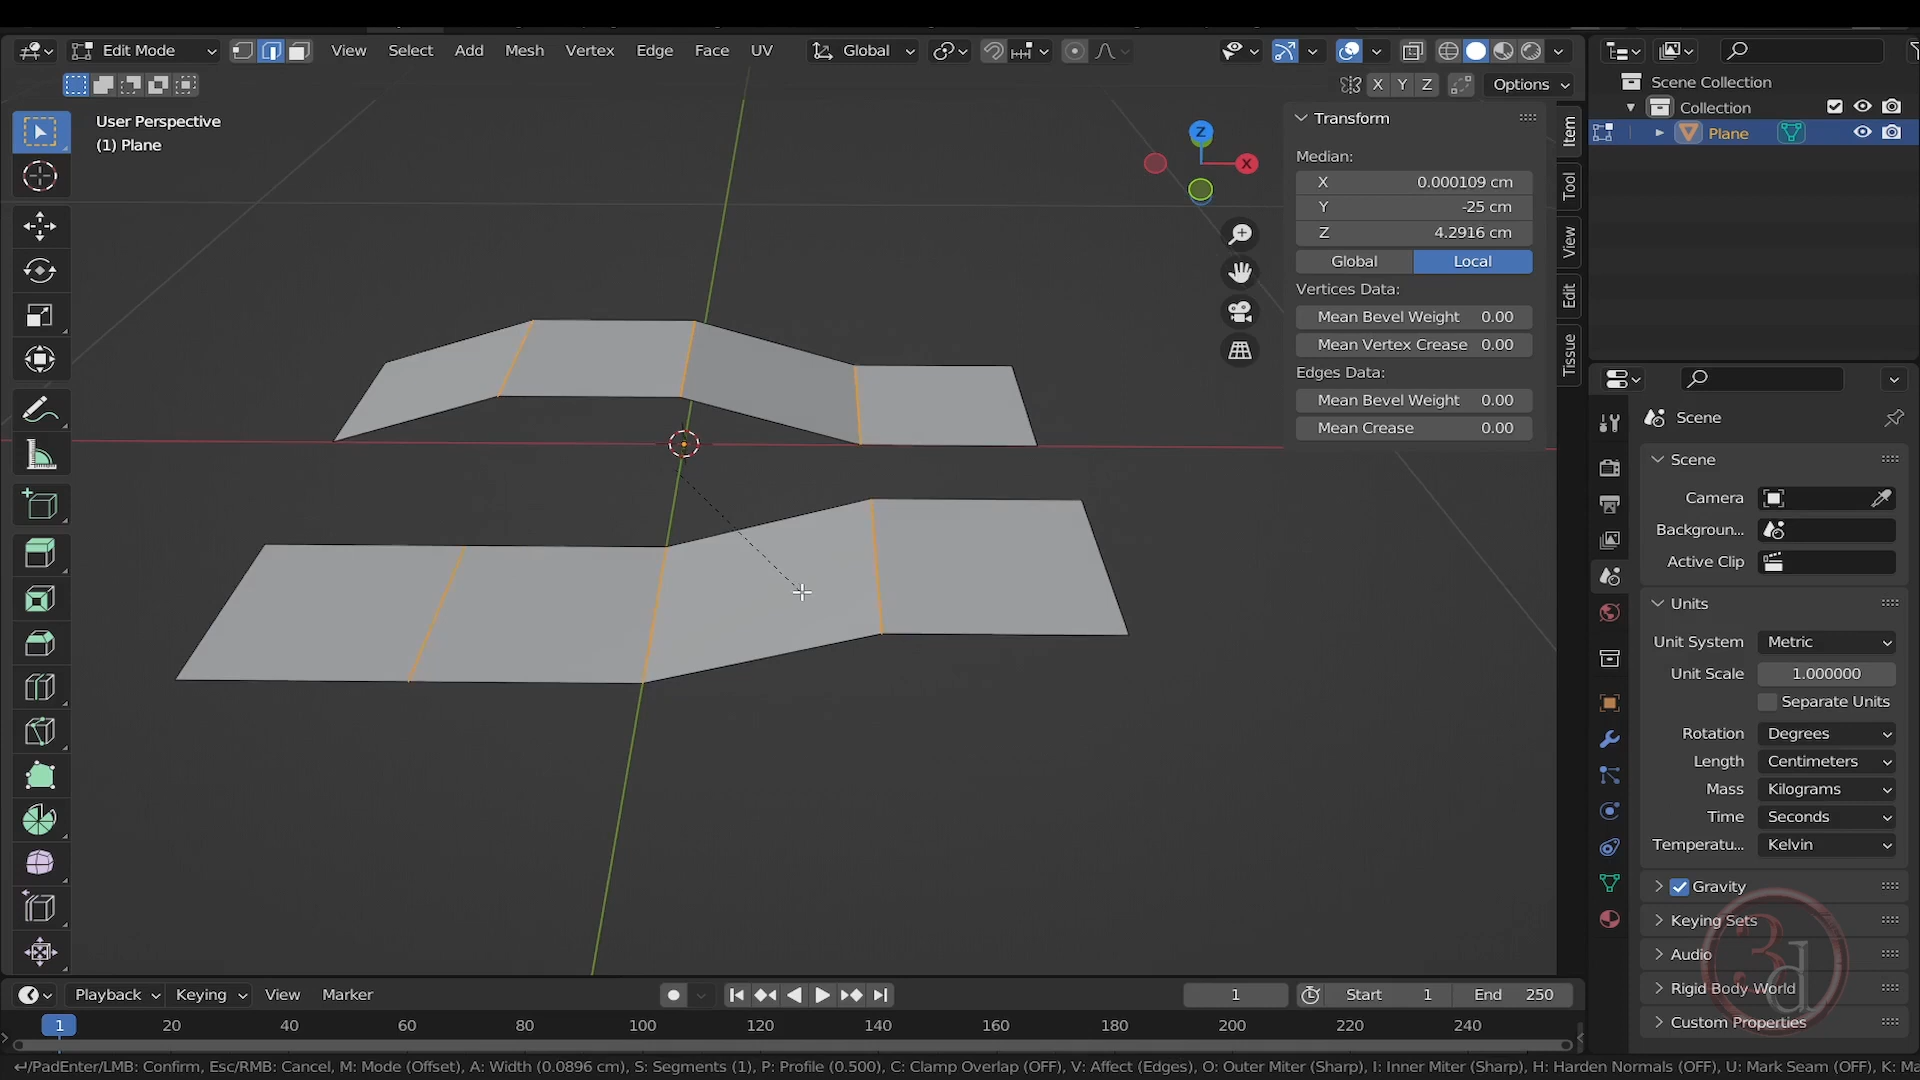 Edit Mode View Select Add Mesh Vertex Edge Face UV Global
X Y Z Options
User Perspective
(1) Plane
Z
X
Transform
Median:
X 0.000109 cm
Y -25 cm
Z 4.2916 cm
Global Local
Vertices Data:
Mean Bevel Weight 0.00
Mean Vertex Crease 0.00
Edges Data:
Mean Bevel Weight 0.00
Mean Crease 0.00
Item
Tool
View
Edit
Tissue
Scene Collection
Collection
Plane
Scene
Scene
Camera
Backgroun...
Active Clip
Units
Unit System Metric
Unit Scale 1.000000
Separate Units
Rotation Degrees
Length Centimeters
Mass Kilograms
Time Seconds
Temperatu... Kelvin
Gravity
Keying Sets
Audio
Rigid Body World
Custom Properties
3d
Playback Keying View Marker 1 Start 1 End 250
1 20 40 60 80 100 120 140 160 180 200 220 240
↵/PadEnter/LMB: Confirm, Esc/RMB: Cancel, M: Mode (Offset), A: Width (0.0896 cm), S: Segments (1), P: Profile (0.500), C: Clamp Overlap (OFF), V: Affect (Edges), O: Outer Miter (Sharp), I: Inner Miter (Sharp), H: Harden Normals (OFF), U: Mark Seam (OFF), K: Ma